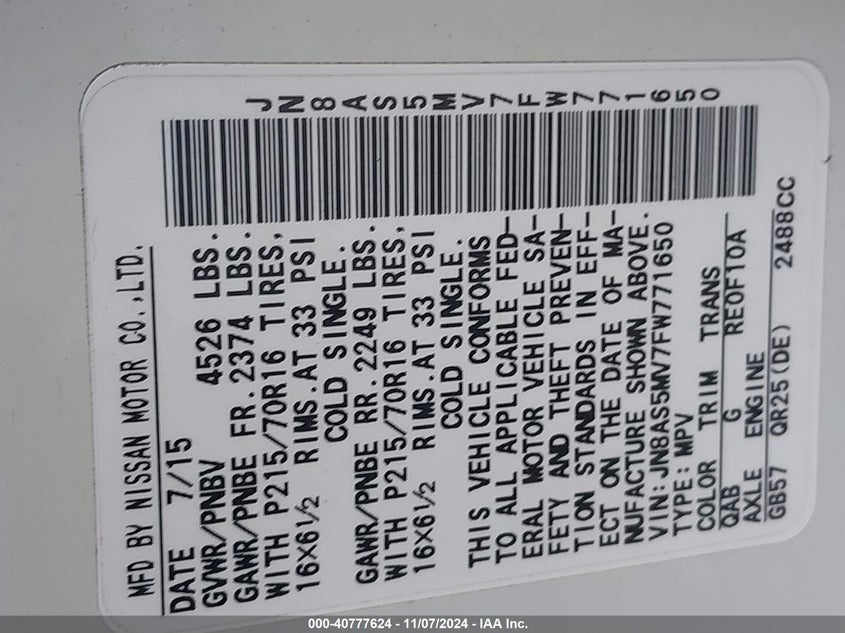 MFD BY NISSAN MOTOR CO.,LTD.
DATE 7/15
GVWR/PNBV 4526 LBS.
GAWR/PNBE FR.2374 LBS.
WITH P215/70R16 TIRES,
16X6½ RIMS.AT 33 PSI
COLD SINGLE.
GAWR/PNBE RR.2249 LBS.
WITH P215/70R16 TIRES,
16X6½ RIMS.AT 33 PSI
COLD SINGLE.
THIS VEHICLE CONFORMS
TO ALL APPLICABLE FED-
ERAL MOTOR VEHICLE SA-
FETY AND THEFT PREVEN-
TION STANDARDS IN EFF-
ECT ON THE DATE OF MA-
NUFACTURE SHOWN ABOVE.
VIN:JN8AS5MV7FW771650
TYPE:MPV
COLOR TRIM TRANS
QAB G RE0F10A
AXLE ENGINE
GB57 QR25(DE) 2488CC
JN8AS5MV7FW771650
000-40777624 - 11/07/2024 - IAA Inc.